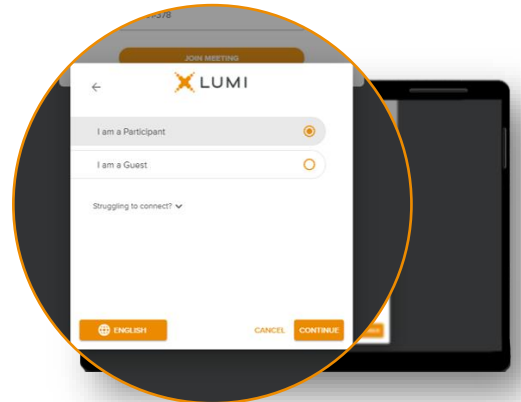 JOIN MEETING
LUMI
I am a Participant
I am a Guest
Struggling to connect?
ENGLISH
CANCEL
CONTINUE